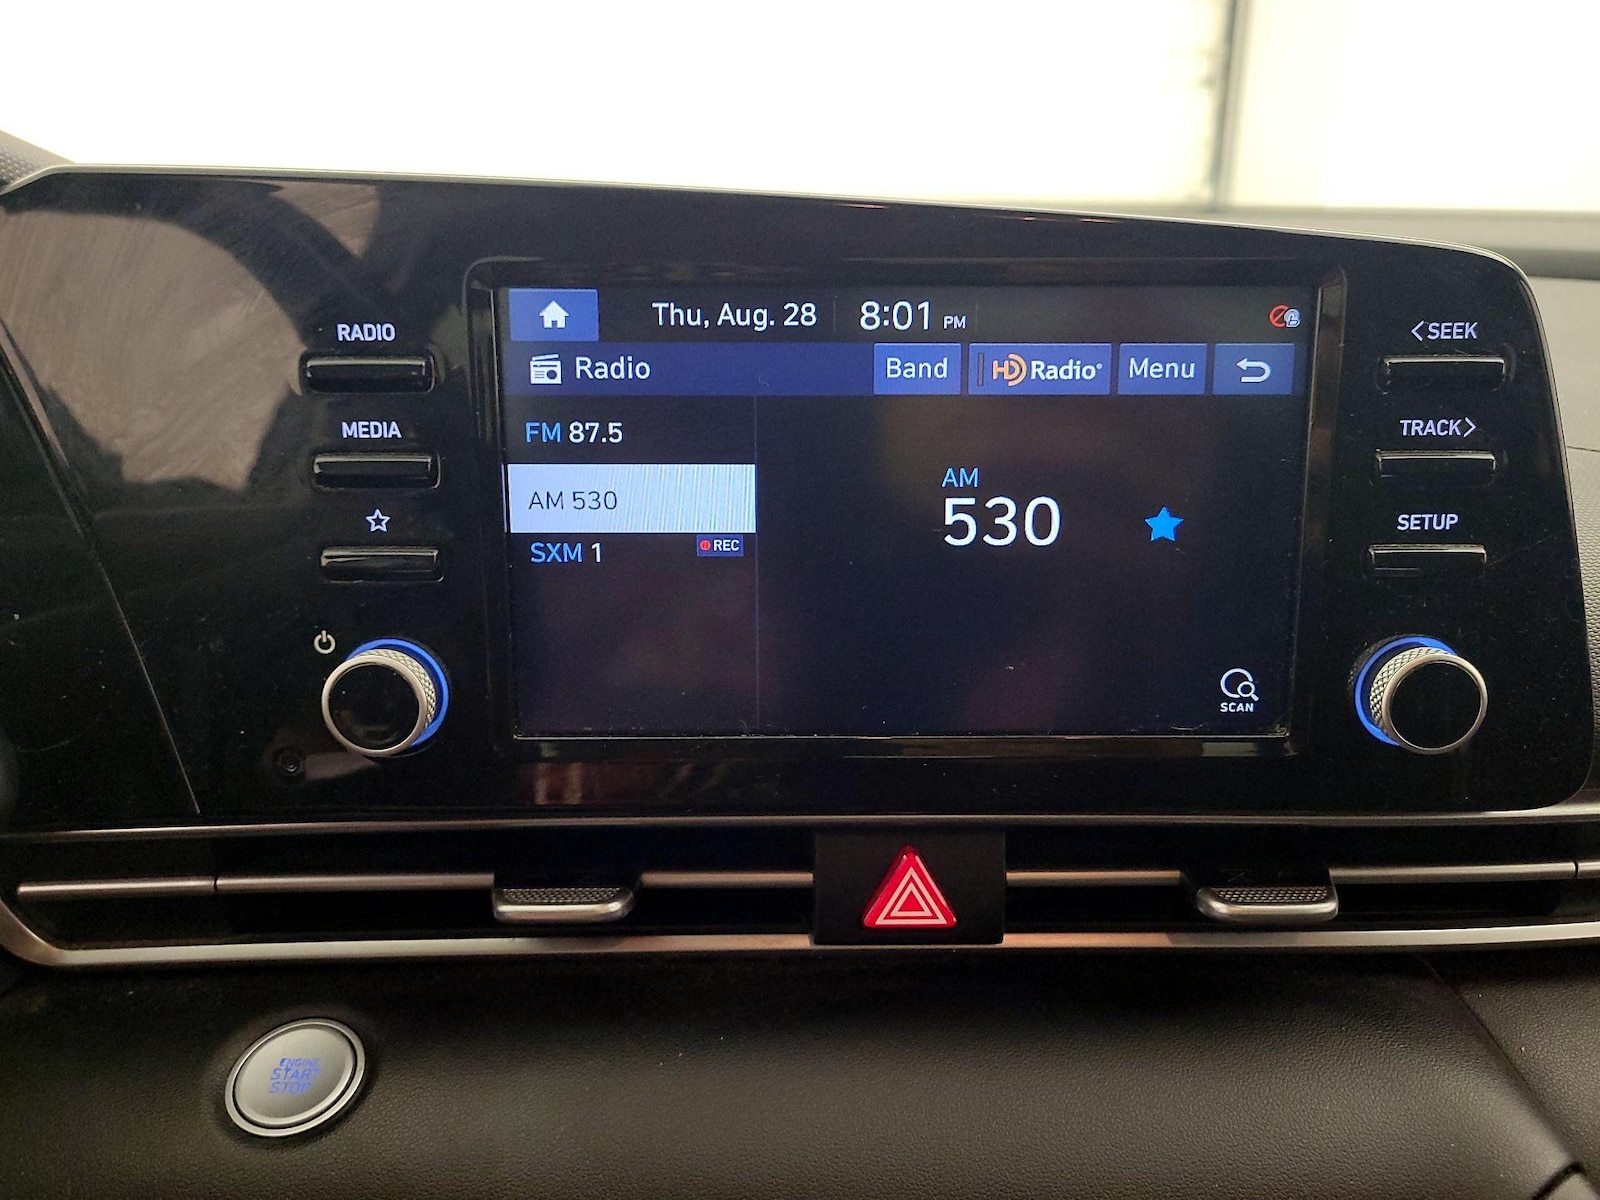 RADIO
MEDIA
Thu, Aug. 28 8:01 PM
Radio Band HD Radio Menu
FM 87.5
AM 530
SXM 1 REC
AM
530
SCAN
<SEEK
TRACK>
SETUP
ENGINE
START
STOP